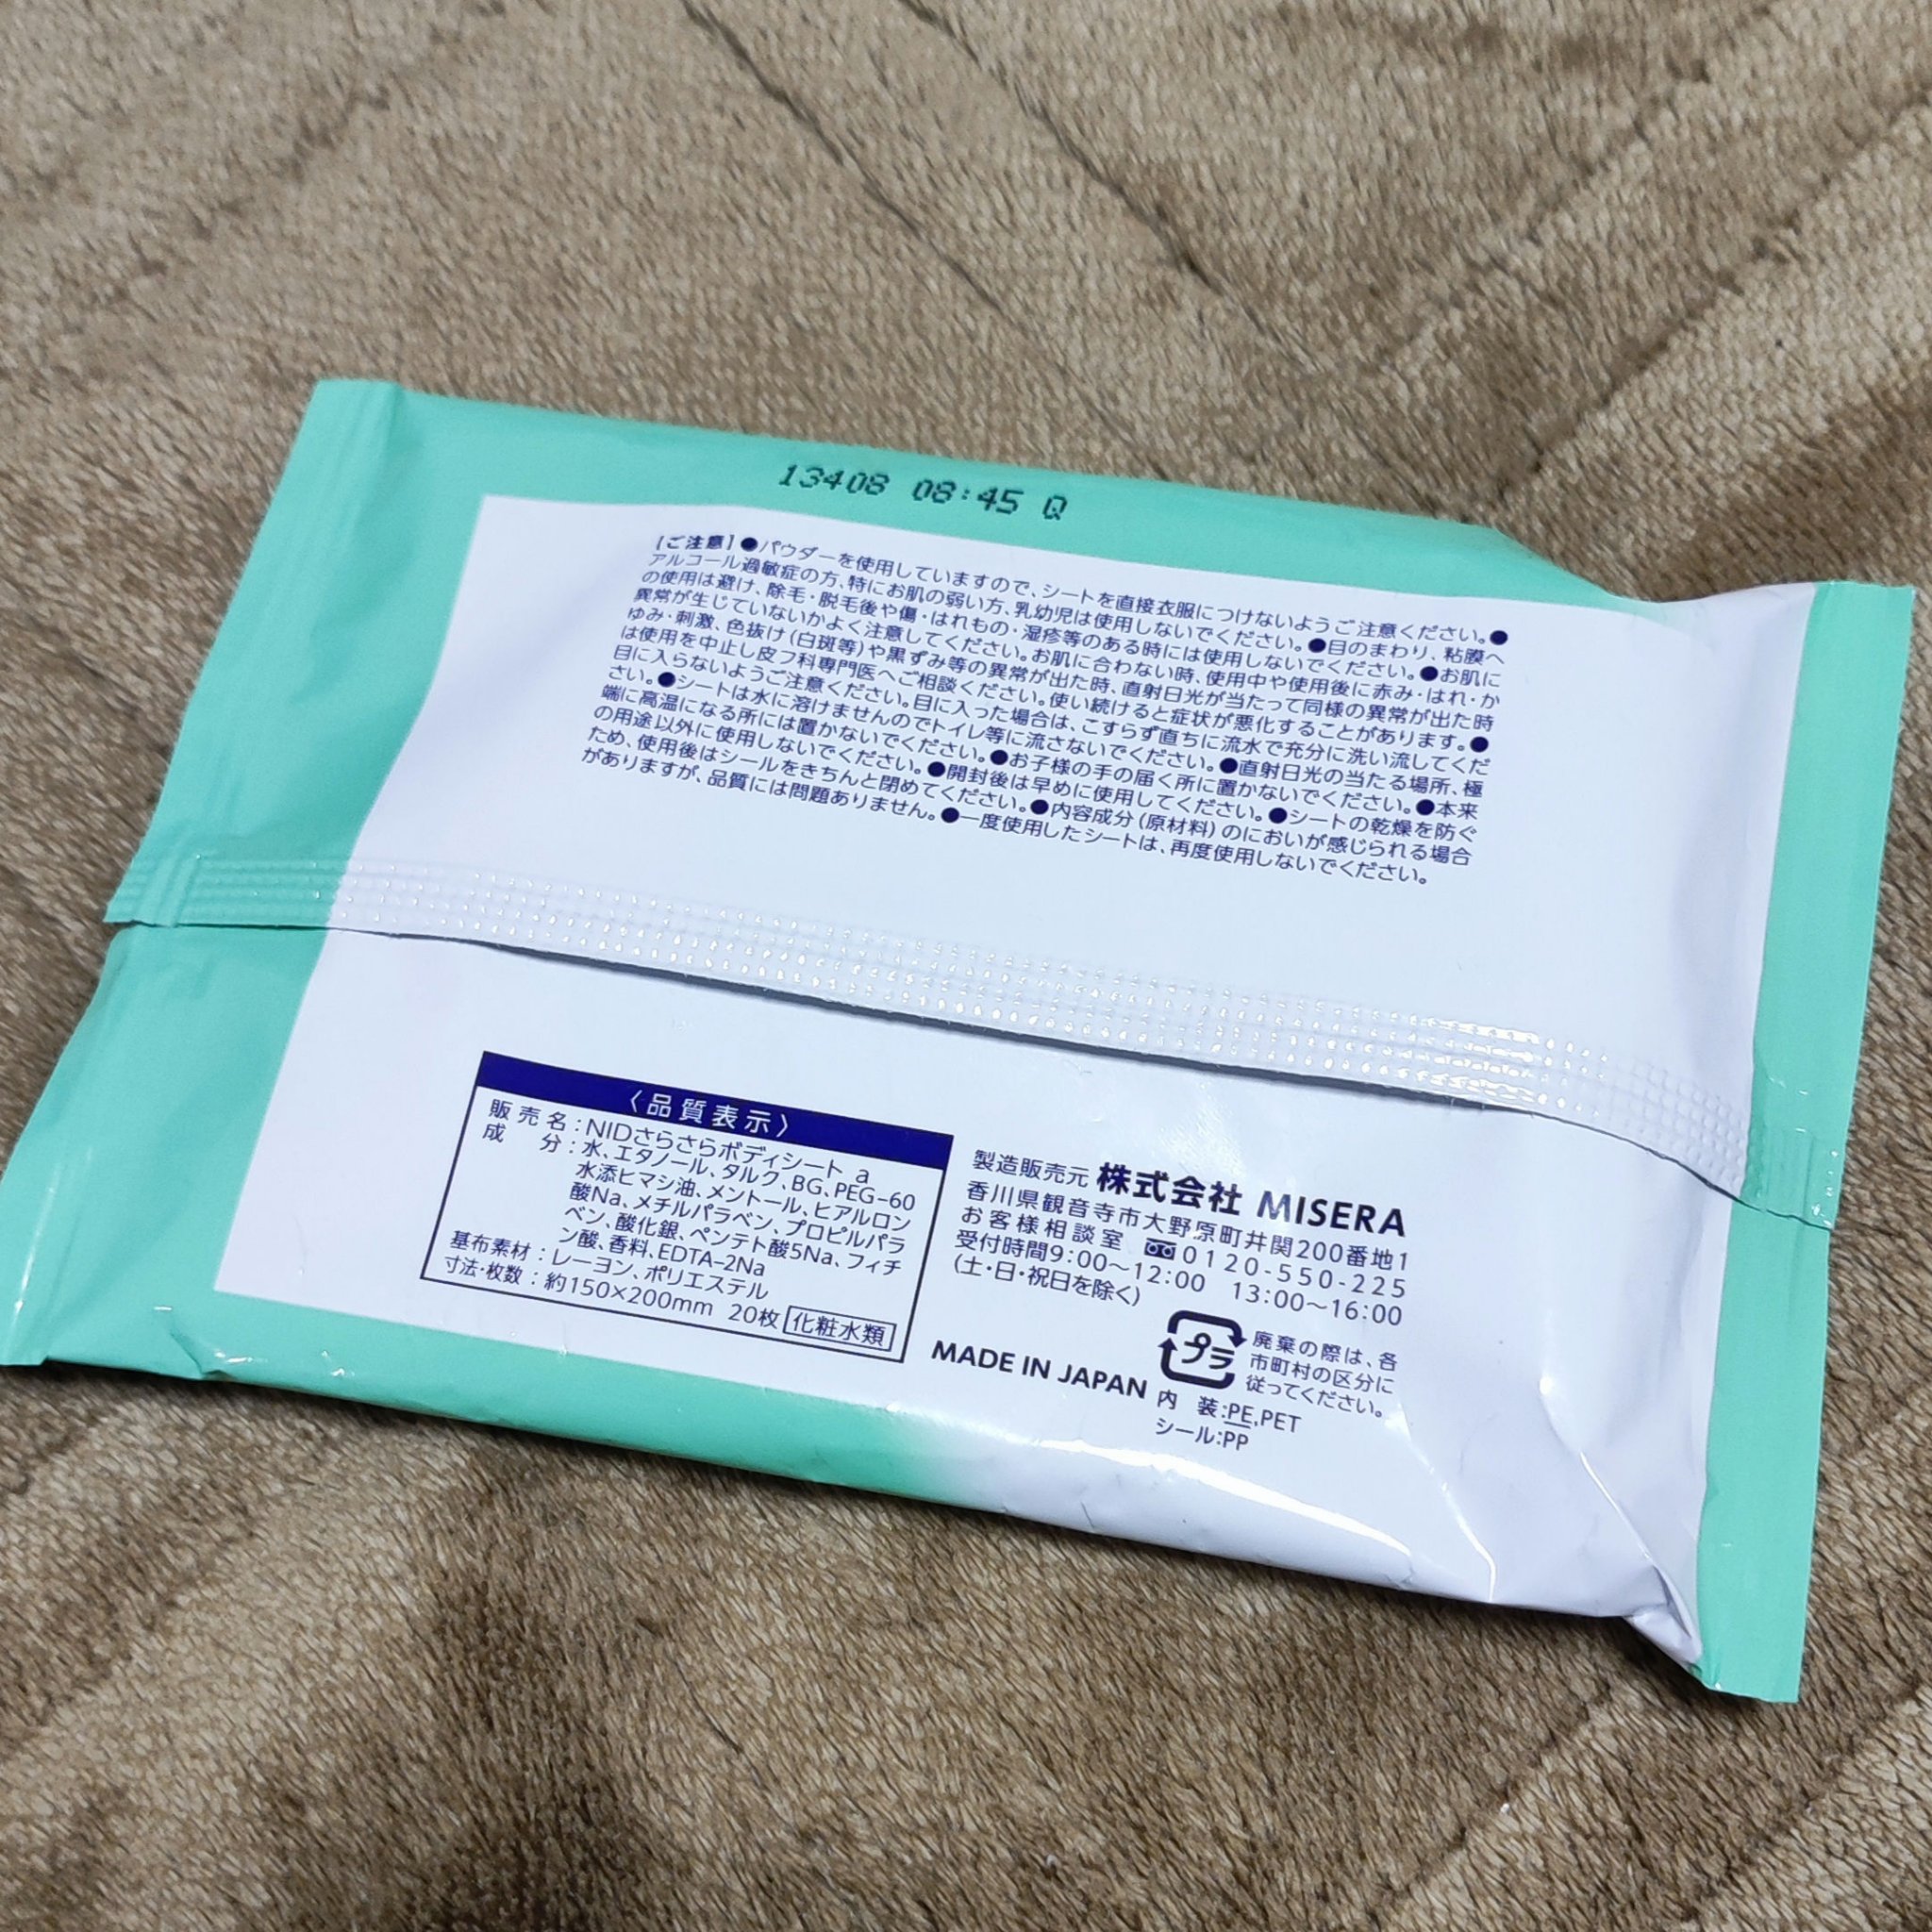 13408 08:45 Q
【ご注意】●パウダーを使用していますので、シートを直接衣服につけないようご注意ください。●
アルコール過敏症の方、特にお肌の弱い方、乳幼児は使用しないでください。●目のまわり、粘膜へ
の使用は避け、除毛・脱毛後や傷・はれもの・湿疹等のある時には使用しないでください。●お肌に
異常が生じていないかよく注意してください。お肌に合わない時、使用中や使用後に赤み・はれ・か
ゆみ・刺激、色抜け(白斑等)や黒ずみ等の異常が出た時、直射日光が当たって同様の異常が出た時
は使用を中止し皮フ科専門医へご相談ください。使い続けると症状が悪化することがあります。●
目に入らないようご注意ください。目に入った場合は、こすらず直ちに流水で充分に洗い流してくだ
さい。●シートは水に溶けませんのでトイレ等に流さないでください。●直射日光の当たる場所、極
端に高温になる所には置かないでください。●お子様の手の届く所に置かないでください。●本来
の用途以外に使用しないでください。●開封後は早めに使用してください。●シートの乾燥を防ぐ
ため、使用後はシールをきちんと閉めてください。●内容成分(原材料)のにおいが感じられる場合
がありますが、品質には問題ありません。●一度使用したシートは、再度使用しないでください。
〈品質表示〉
販売名:NIDさらさらボディシート a
成 分:水、エタノール、タルク、BG、PEG-60
水添ヒマシ油、メントール、ヒアルロン
酸Na、メチルパラベン、プロピルパラ
ベン、酸化銀、ペンテト酸5Na、フィチ
ン酸、香料、EDTA-2Na
基布素材:レーヨン、ポリエステル
寸法・枚数:約150×200mm 20枚 化粧水類
製造販売元 株式会社 MISERA
香川県観音寺市大野原町井関200番地1
お客様相談室 0120-550-225
受付時間9:00~12:00 13:00~16:00
(土・日・祝日を除く)
MADE IN JAPAN
プラ
廃棄の際は、各
市町村の区分に
従ってください。
内 装:PE,PET
シール:PP